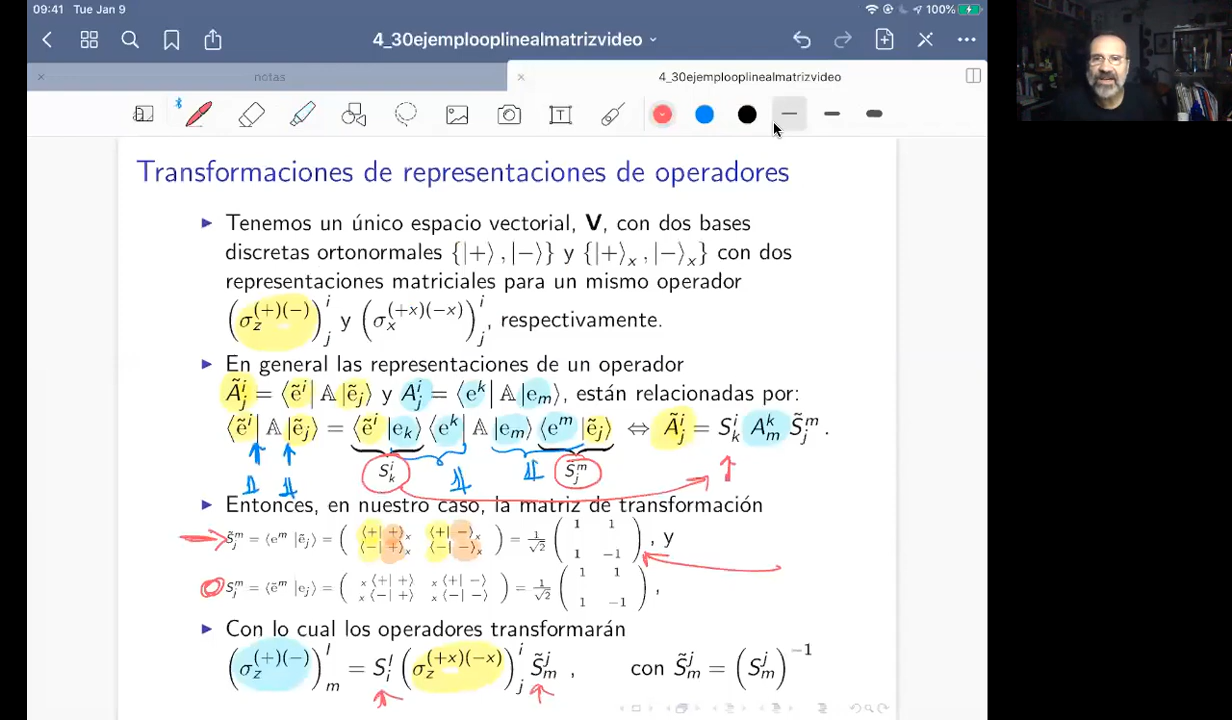 09:41 Tue Jan 9
100%
4_30ejemplooplinealmatrizvideo
notas
4_30ejemplooplinealmatrizvideo
Transformaciones de representaciones de operadores
▶ Tenemos un único espacio vectorial, V, con dos bases
discretas ortonormales {|+⟩ , |−⟩} y {|+⟩ₓ , |−⟩ₓ} con dos
representaciones matriciales para un mismo operador
(σ_z^{(+)(−)})^i_j y (σ_x^{(+x)(−x)})^i_j, respectivamente.
▶ En general las representaciones de un operador
Ã^i_j = ⟨ẽ^i| 𝔸 |ẽ_j⟩ y A^i_j = ⟨e^k| 𝔸 |e_m⟩, están relacionadas por:
⟨ẽ^i| 𝔸 |ẽ_j⟩ = ⟨ẽ^i |e_k⟩ ⟨e^k| 𝔸 |e_m⟩ ⟨e^m |ẽ_j⟩ ⇔ Ã^i_j = S^i_k A^k_m S̃^m_j .
S^i_k S̃^m_j
𝟙 𝟙 𝟙 𝟙
▶ Entonces, en nuestro caso, la matriz de transformación
S̃^m_j = ⟨e^m |ẽ_j⟩ = ( ⟨+| +⟩ₓ ⟨+| −⟩ₓ ; ⟨−| +⟩ₓ ⟨−| −⟩ₓ ) = 1/√2 ( 1 1 ; 1 −1 ) , y
S^m_j = ⟨ẽ^m |e_j⟩ = ( ₓ⟨+| +⟩ ₓ⟨+| −⟩ ; ₓ⟨−| +⟩ ₓ⟨−| −⟩ ) = 1/√2 ( 1 1 ; 1 −1 ) ,
▶ Con lo cual los operadores transformarán
(σ_z^{(+)(−)})^l_m = S^l_i (σ_z^{(+x)(−x)})^i_j S̃^j_m , con S̃^j_m = (S^j_m)^{−1}